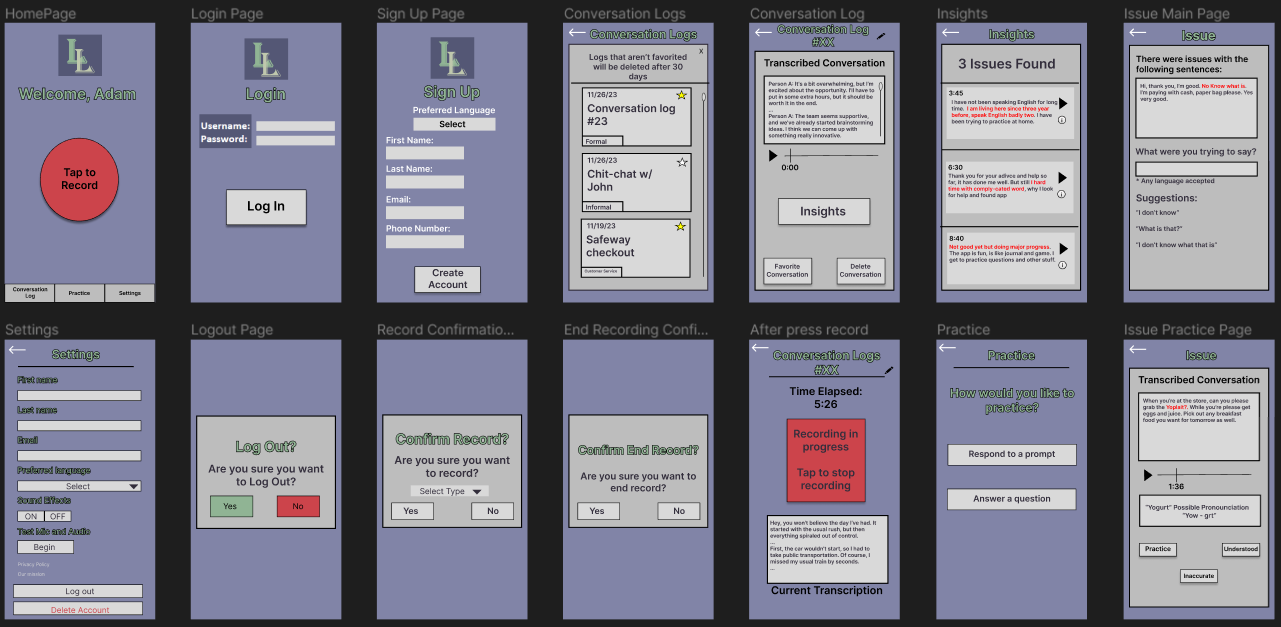 HomePage
LL
Welcome, Adam
Tap to
Record
Conversation
Log
Practice
Settings
Login Page
LL
Login
Username:
Password:
Log In
Sign Up Page
LL
Sign Up
Preferred Language
Select
First Name:
Last Name:
Email:
Phone Number:
Create
Account
Conversation Logs
Conversation Logs
X
Logs that aren't favorited
will be deleted after 30
days
11/26/23
Conversation log
#23
Formal
11/26/23
Chit-chat w/
John
Informal
11/19/23
Safeway
checkout
Customer Service
Conversation Log
Conversation Log
#XX
Transcribed Conversation
Person A: It's a bit overwhelming, but I'm
excited about the opportunity. I'll have to
put in some extra hours, but it should be
worth it in the end.
...
Person A: The team seems supportive,
and we've already started brainstorming
ideas. I think we can come up with
something really innovative.
0:00
Insights
Favorite
Conversation
Delete
Conversation
Insights
Insights
3 Issues Found
3:45
I have not been speaking English for long
time. I am living here since three year
before, speak English badly two. I have
been trying to practice at home.
6:30
Thank you for your advice and help so
far, it has done me well. But still I hard
time with comply-cated word, why I look
for help and found app
8:40
Not good yet but doing major progress.
The app is fun, is like journal and game. I
get to practice questions and other stuff.
Issue Main Page
Issue
There were issues with the
following sentences:
Hi, thank you, I'm good. No Know what is.
I'm paying with cash, paper bag please. Yes
very good.
What were you trying to say?
* Any language accepted
Suggestions:
"I don't know"
"What is that?"
"I don't know what that is"
Settings
Settings
First name
Last name
Email
Preferred language
Select
Sound Effects
ON OFF
Test Mic and Audio
Begin
Privacy Policy
Our mission
Log out
Delete Account
Logout Page
Log Out?
Are you sure you want
to Log Out?
Yes
No
Record Confirmatio...
Confirm Record?
Are you sure you want
to record?
Select Type
Yes
No
End Recording Confi...
Confirm End Record?
Are you sure you want to
end record?
Yes
No
After press record
Conversation Logs
#XX
Time Elapsed:
5:26
Recording in
progress
Tap to stop
recording
Hey, you won't believe the day I've had. It
started with the usual rush, but then
everything spiraled out of control.
...
First, the car wouldn't start, so I had to
take public transportation. Of course, I
missed my usual train by seconds.
...
Current Transcription
Practice
Practice
How would you like to
practice?
Respond to a prompt
Answer a question
Issue Practice Page
Issue
Transcribed Conversation
When you're at the store, can you please
grab the Yoplait?. While you're please get
eggs and juice. Pick out any breakfast
food you want for tomorrow as well.
1:36
"Yogurt" Possible Pronounciation
"Yow - grt"
Practice
Understood
Inaccurate